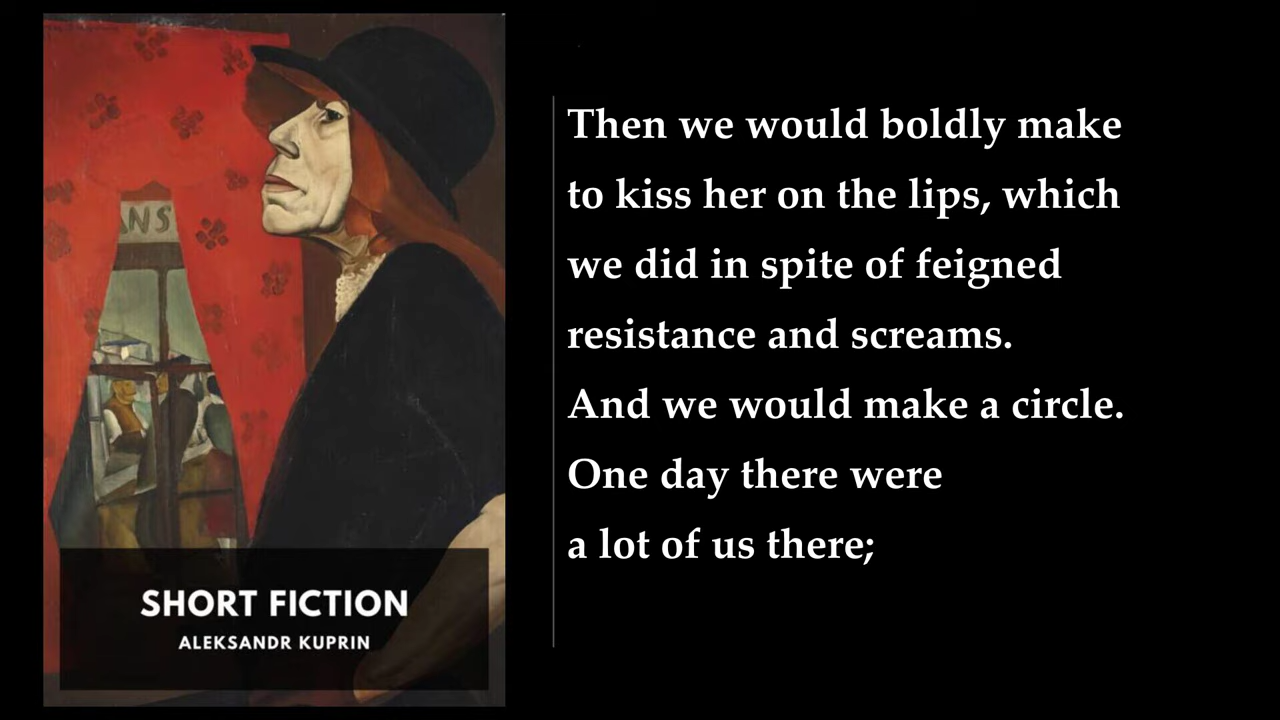 ANS
SHORT FICTION
ALEKSANDR KUPRIN
Then we would boldly make
to kiss her on the lips, which
we did in spite of feigned
resistance and screams.
And we would make a circle.
One day there were
a lot of us there;